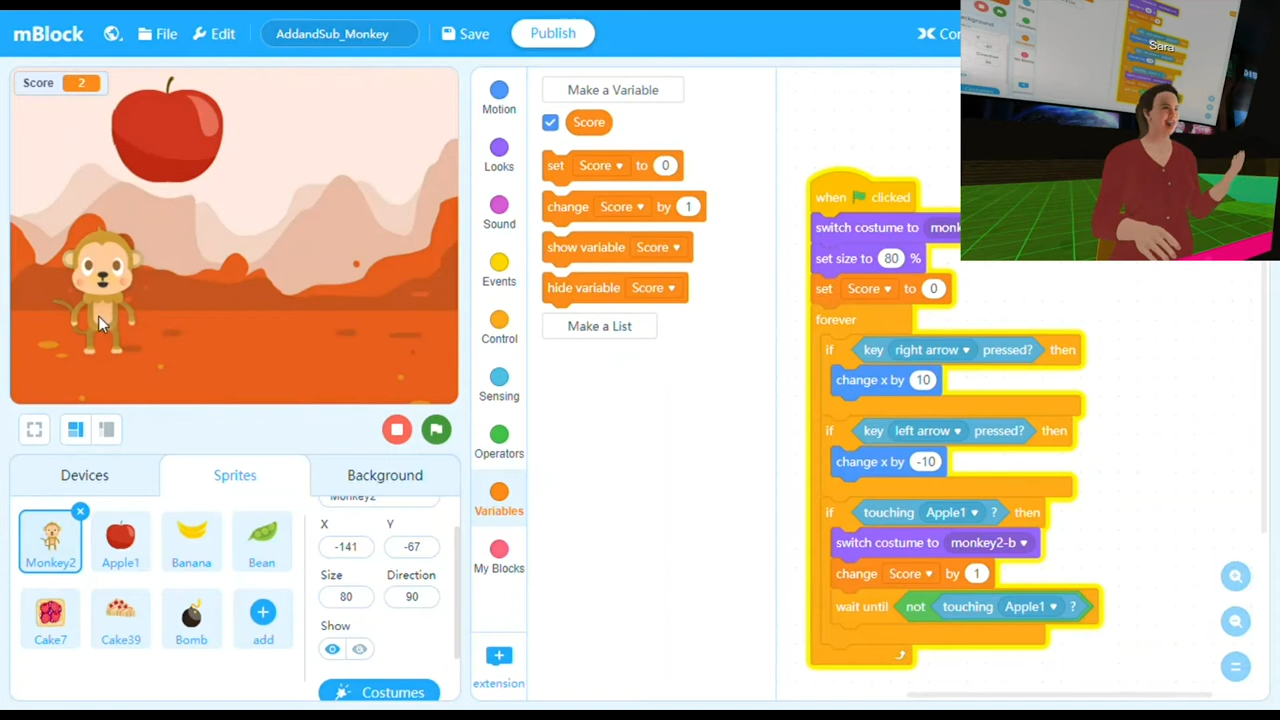 mBlock File Edit AddandSub_Monkey Save Publish
Sara
Score 2
Motion
Looks
Sound
Events
Control
Sensing
Operators
Variables
My Blocks
extension
Make a Variable
Score
set Score to 0
change Score by 1
show variable Score
hide variable Score
Make a List
when clicked
switch costume to
set size to 80 %
set Score to 0
forever
if key right arrow pressed? then
change x by 10
if key left arrow pressed? then
change x by -10
if touching Apple1 ? then
switch costume to monkey2-b
change Score by 1
wait until not touching Apple1 ?
Devices Sprites Background
Monkey2 Apple1 Banana Bean
Cake7 Cake39 Bomb add
Monkey2
X Y
-141 -67
Size Direction
80 90
Show
Costumes